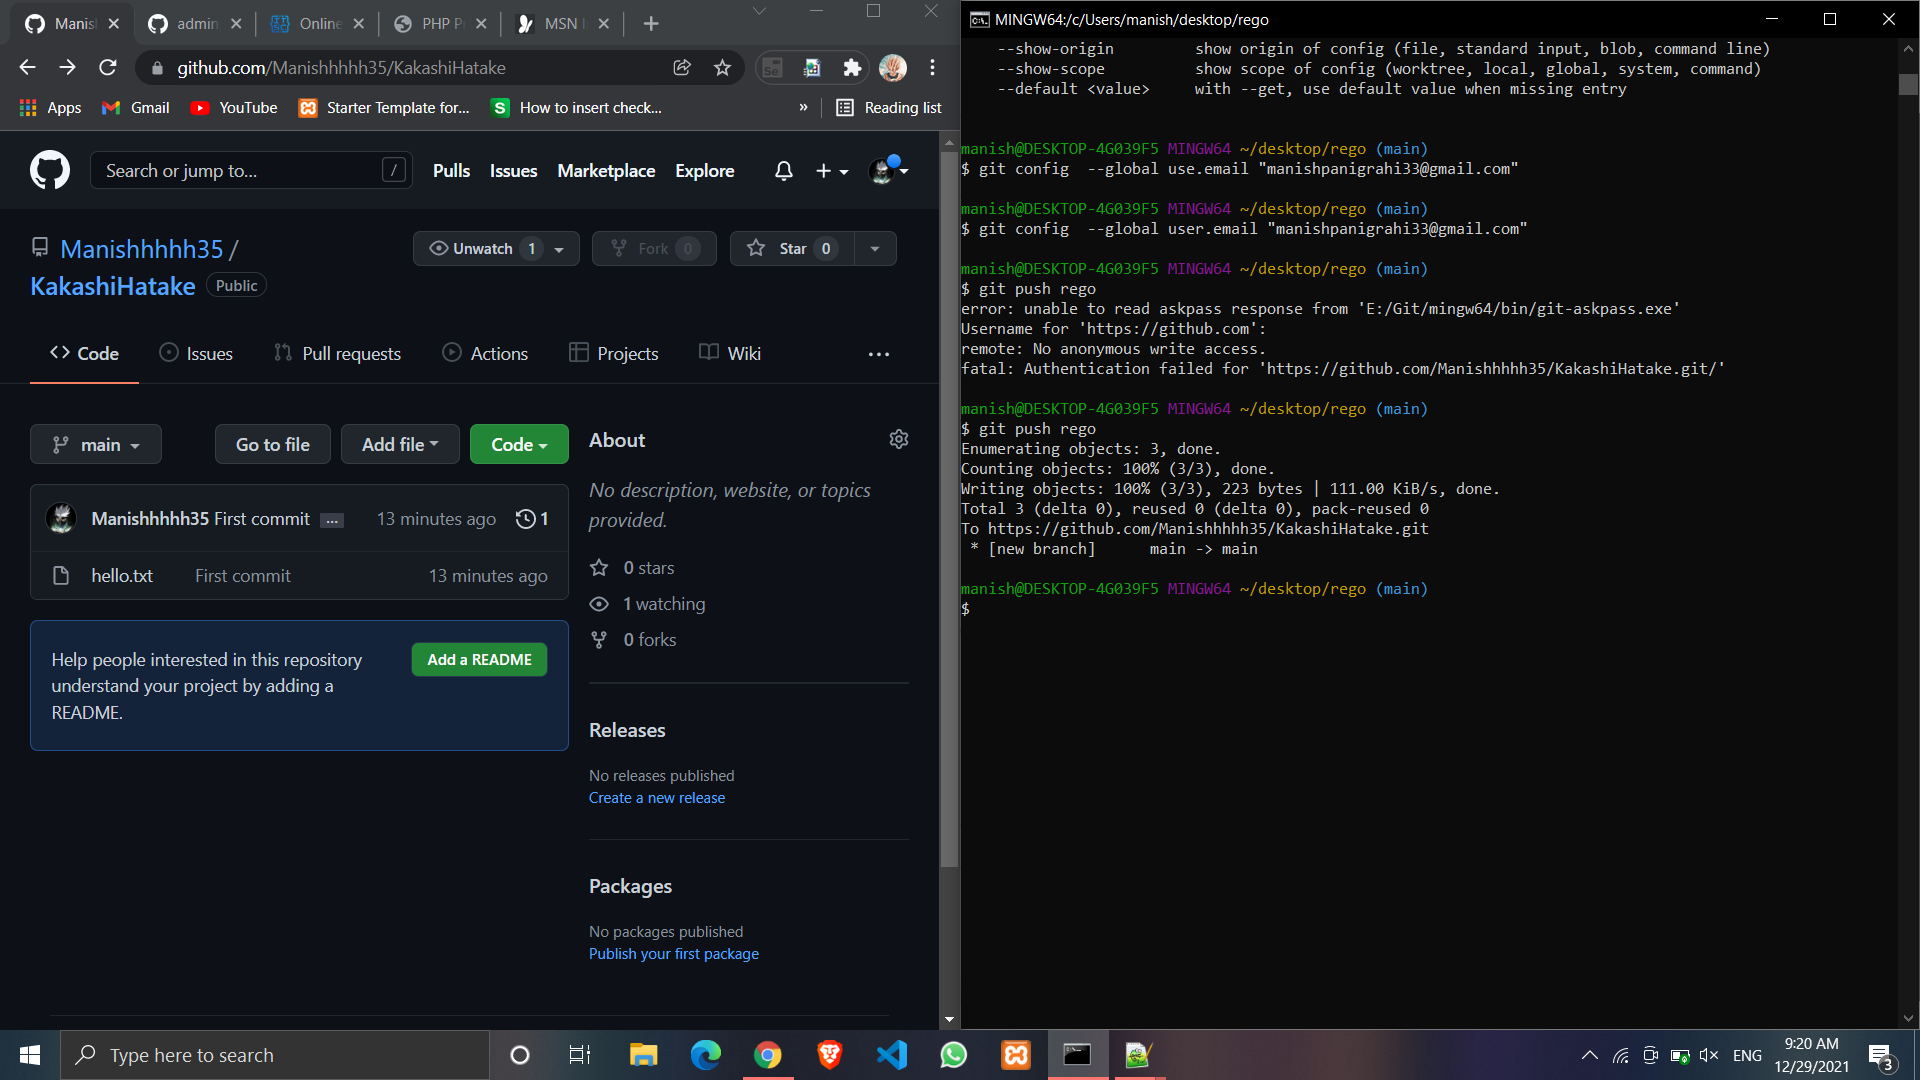 Manis
admin
Online
PHP P
MSN
github.com/Manishhhhh35/KakashiHatake
Apps
Gmail
YouTube
Starter Template for...
How to insert check...
»
Reading list
Search or jump to...
/
Pulls
Issues
Marketplace
Explore
Manishhhhh35 /
KakashiHatake
Public
Unwatch 1
Fork 0
Star 0
Code
Issues
Pull requests
Actions
Projects
Wiki
...
main
Go to file
Add file
Code
Manishhhhh35 First commit ...
13 minutes ago
1
hello.txt
First commit
13 minutes ago
Help people interested in this repository
understand your project by adding a
README.
Add a README
About
No description, website, or topics
provided.
0 stars
1 watching
0 forks
Releases
No releases published
Create a new release
Packages
No packages published
Publish your first package
MINGW64:/c/Users/manish/desktop/rego
--show-origin show origin of config (file, standard input, blob, command line)
--show-scope show scope of config (worktree, local, global, system, command)
--default <value> with --get, use default value when missing entry
manish@DESKTOP-4G039F5 MINGW64 ~/desktop/rego (main)
$ git config  --global use.email "manishpanigrahi33@gmail.com"
manish@DESKTOP-4G039F5 MINGW64 ~/desktop/rego (main)
$ git config  --global user.email "manishpanigrahi33@gmail.com"
manish@DESKTOP-4G039F5 MINGW64 ~/desktop/rego (main)
$ git push rego
error: unable to read askpass response from 'E:/Git/mingw64/bin/git-askpass.exe'
Username for 'https://github.com':
remote: No anonymous write access.
fatal: Authentication failed for 'https://github.com/Manishhhhh35/KakashiHatake.git/'
manish@DESKTOP-4G039F5 MINGW64 ~/desktop/rego (main)
$ git push rego
Enumerating objects: 3, done.
Counting objects: 100% (3/3), done.
Writing objects: 100% (3/3), 223 bytes | 111.00 KiB/s, done.
Total 3 (delta 0), reused 0 (delta 0), pack-reused 0
To https://github.com/Manishhhhh35/KakashiHatake.git
* [new branch] main -> main
manish@DESKTOP-4G039F5 MINGW64 ~/desktop/rego (main)
$
Type here to search
ENG
9:20 AM
12/29/2021
3